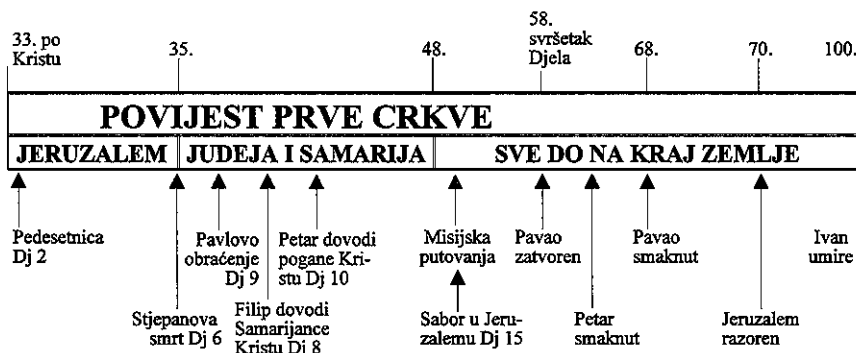 33. po
Kristu
35.
48.
58.
svršetak
Djela
68.
70.
100.
POVIJEST PRVE CRKVE
JERUZALEM
JUDEJA I SAMARIJA
SVE DO NA KRAJ ZEMLJE
Pedesetnica
Dj 2
Stjepanova
smrt Dj 6
Pavlovo
obraćenje
Dj 9
Filip dovodi
Samarijance
Kristu Dj 8
Petar dovodi
pogane Kri-
stu Dj 10
Misijska
putovanja
Sabor u Jeru-
zalemu Dj 15
Pavao
zatvoren
Petar
smaknut
Pavao
smaknut
Jeruzalem
razoren
Ivan
umire